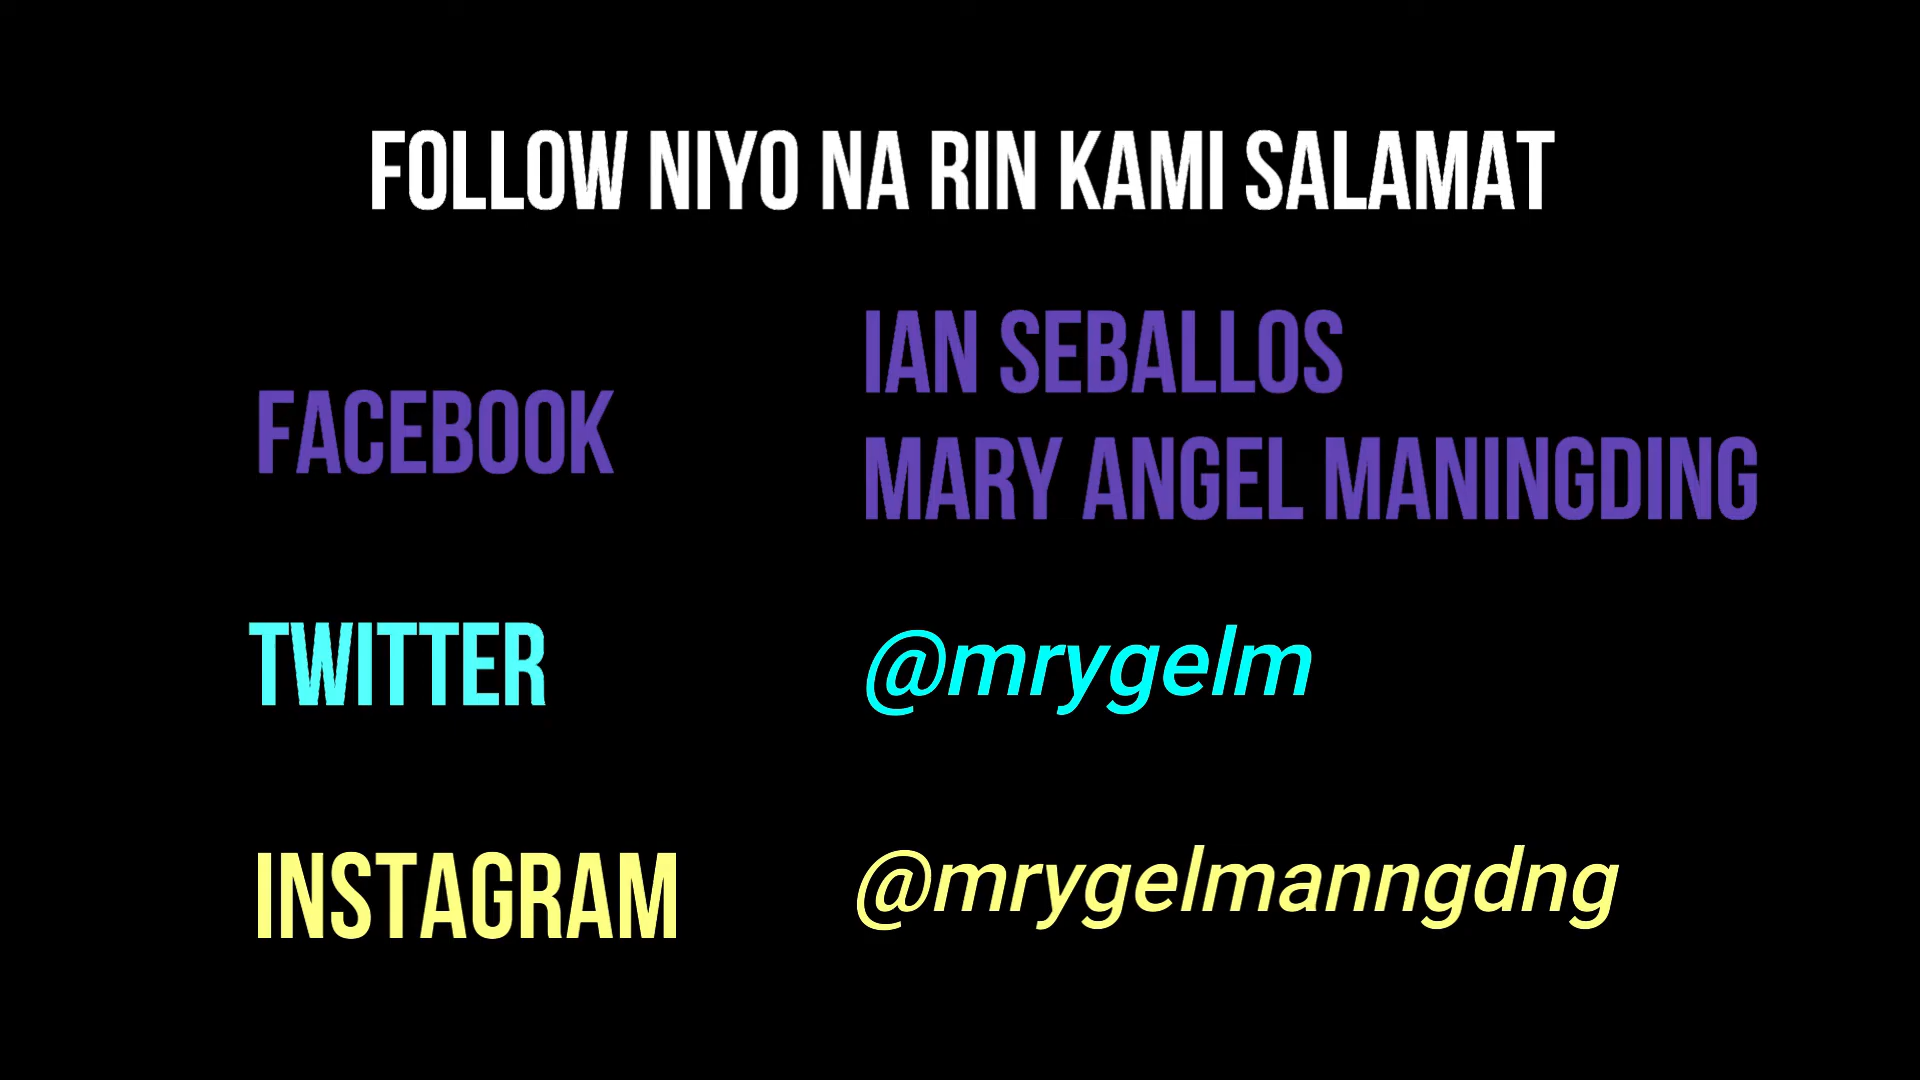 FOLLOW NIYO NA RIN KAMI SALAMAT
FACEBOOK
IAN SEBALLOS
MARY ANGEL MANINGDING
TWITTER
@mrygelm
INSTAGRAM
@mrygelmanngdng